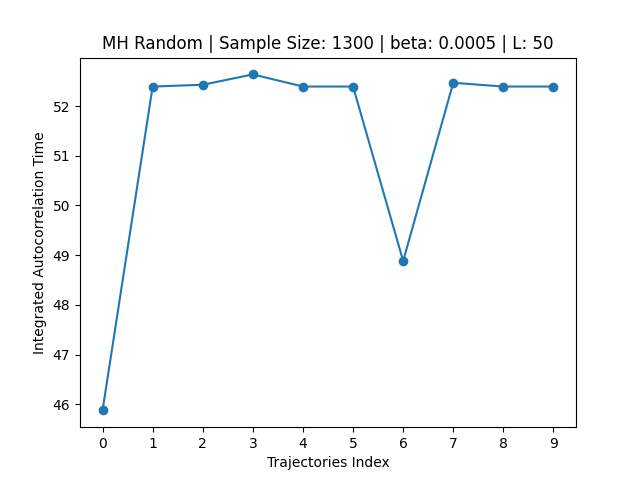 MH Random | Sample Size: 1300 | beta: 0.0005 | L: 50
Integrated Autocorrelation Time
52
51
50
49
48
47
46
0 1 2 3 4 5 6 7 8 9
Trajectories Index